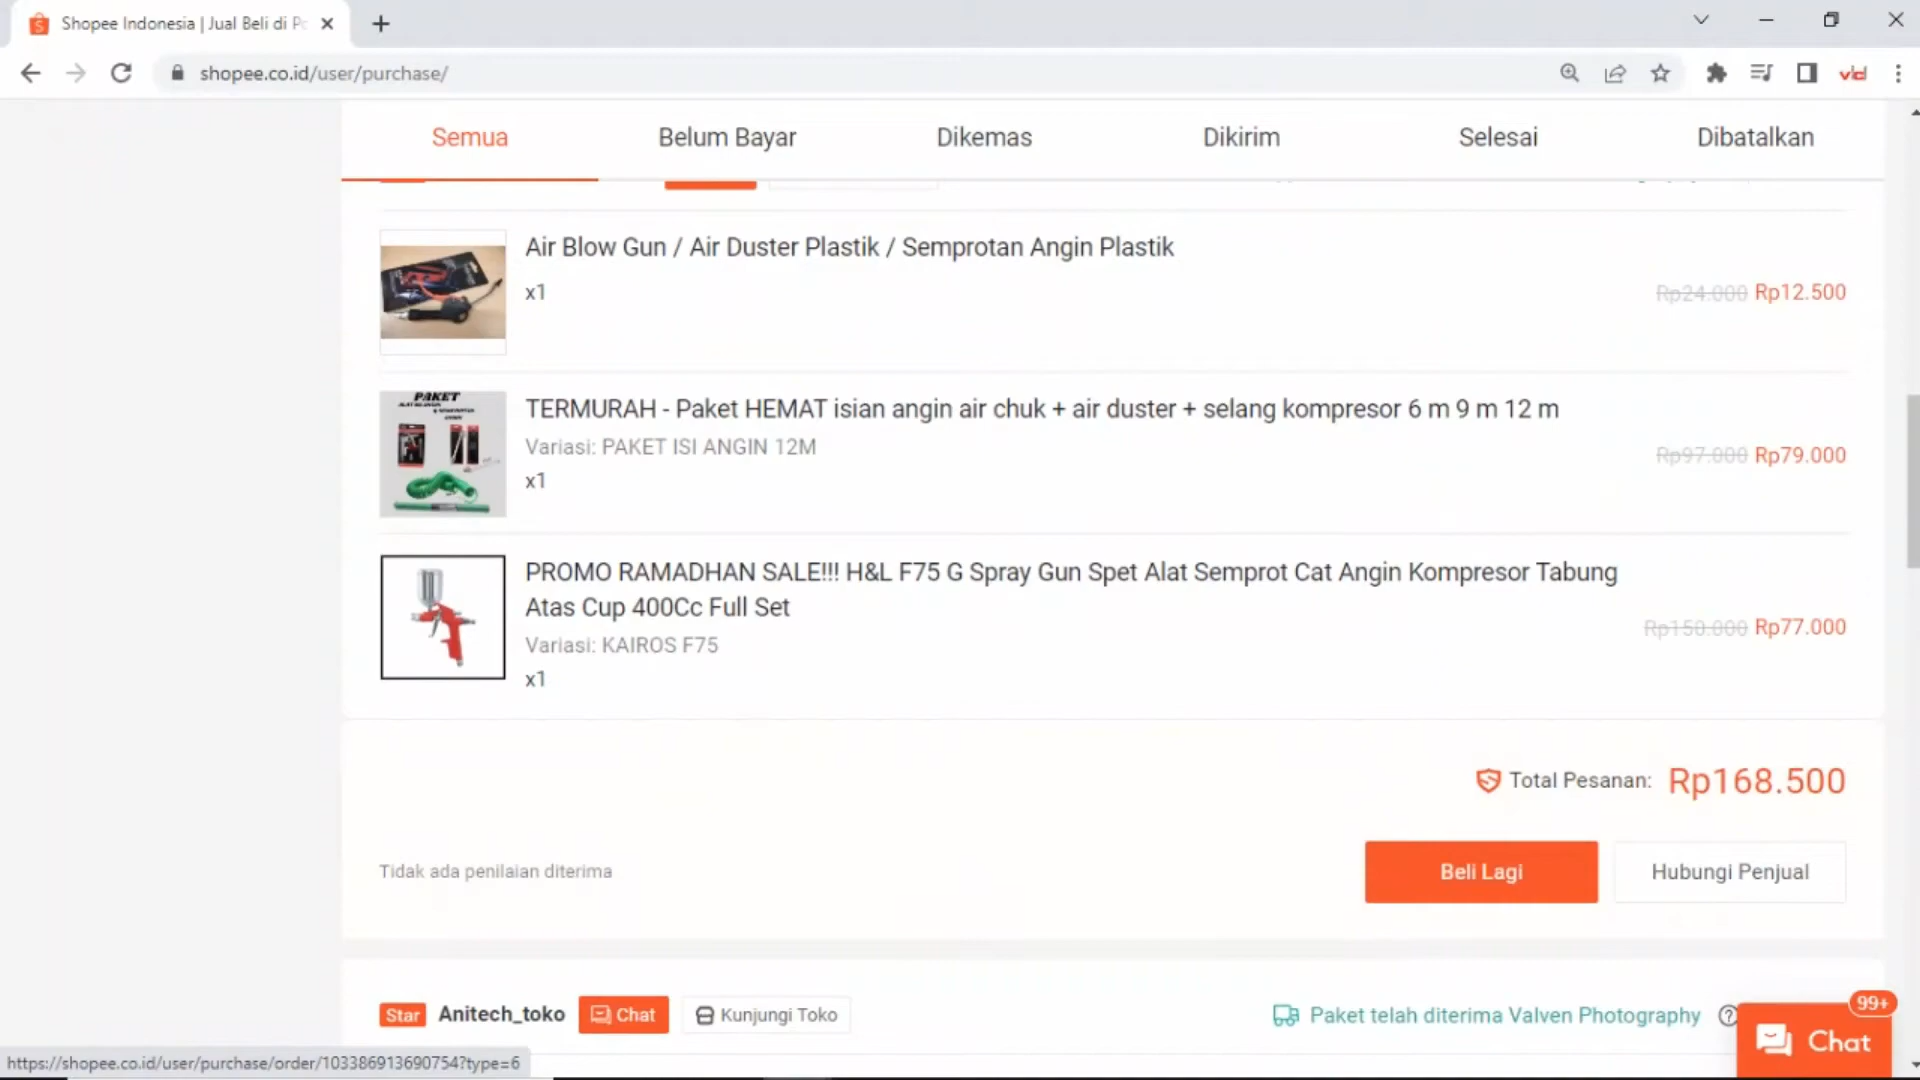 Shopee Indonesia | Jual Beli di Po
shopee.co.id/user/purchase/
vid
Semua
Belum Bayar
Dikemas
Dikirim
Selesai
Dibatalkan
Air Blow Gun / Air Duster Plastik / Semprotan Angin Plastik
x1
Rp24.000 Rp12.500
PAKET
TERMURAH - Paket HEMAT isian angin air chuk + air duster + selang kompresor 6 m 9 m 12 m
Variasi: PAKET ISI ANGIN 12M
x1
Rp97.000 Rp79.000
PROMO RAMADHAN SALE!!! H&L F75 G Spray Gun Spet Alat Semprot Cat Angin Kompresor Tabung
Atas Cup 400Cc Full Set
Variasi: KAIROS F75
x1
Rp150.000 Rp77.000
Total Pesanan: Rp168.500
Tidak ada penilaian diterima
Beli Lagi
Hubungi Penjual
Star Anitech_toko Chat Kunjungi Toko
Paket telah diterima Valven Photography
99+
Chat
https://shopee.co.id/user/purchase/order/103386913690754?type=6